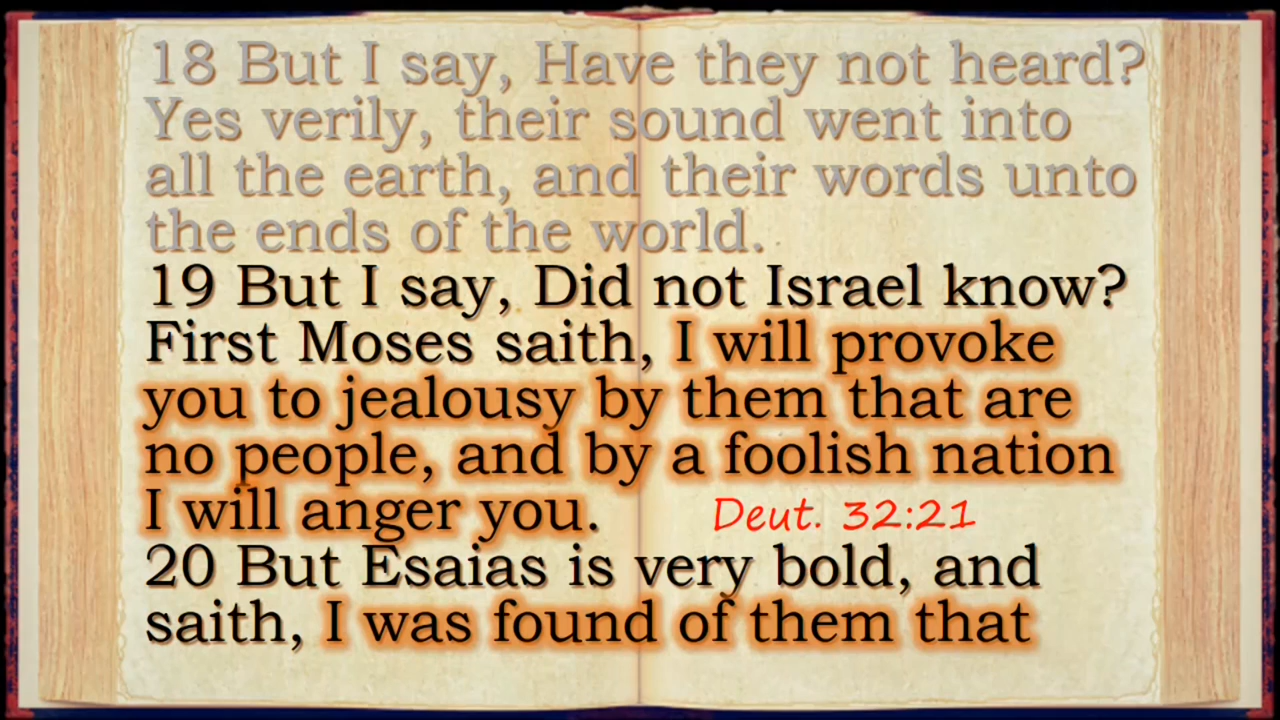 18 But I say, Have they not heard?
Yes verily, their sound went into
all the earth, and their words unto
the ends of the world.
19 But I say, Did not Israel know?
First Moses saith, I will provoke
you to jealousy by them that are
no people, and by a foolish nation
I will anger you. Deut. 32:21
20 But Esaias is very bold, and
saith, I was found of them that